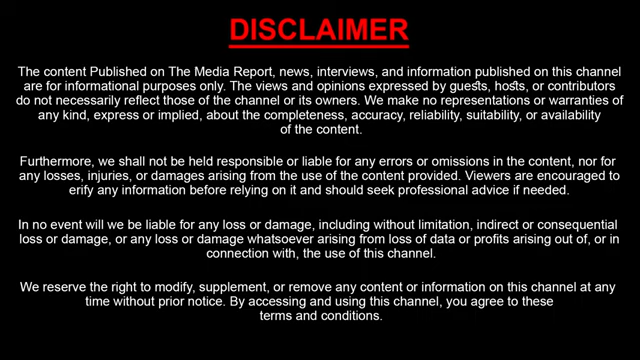 DISCLAIMER
The content Published on The Media Report, news, interviews, and information published on this channel
are for informational purposes only. The views and opinions expressed by guests, hosts, or contributors
do not necessarily reflect those of the channel or its owners. We make no representations or warranties of
any kind, express or implied, about the completeness, accuracy, reliability, suitability, or availability
of the content.
Furthermore, we shall not be held responsible or liable for any errors or omissions in the content, nor for
any losses, injuries, or damages arising from the use of the content provided. Viewers are encouraged to
erify any information before relying on it and should seek professional advice if needed.
In no event will we be liable for any loss or damage, including without limitation, indirect or consequential
loss or damage, or any loss or damage whatsoever arising from loss of data or profits arising out of, or in
connection with, the use of this channel.
We reserve the right to modify, supplement, or remove any content or information on this channel at any
time without prior notice. By accessing and using this channel, you agree to these
terms and conditions.